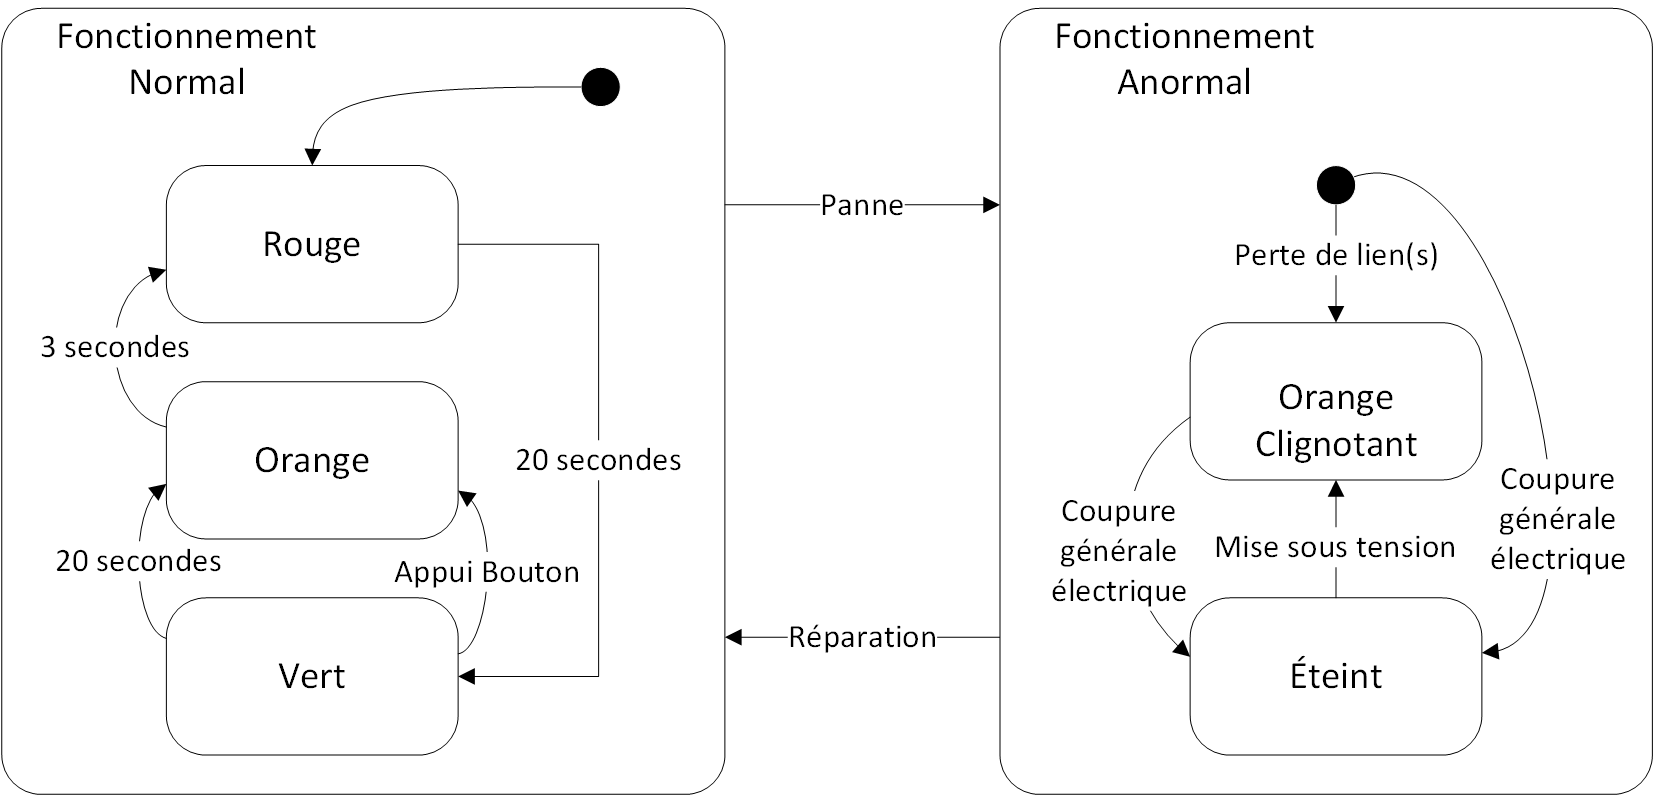 Fonctionnement
Normal
Rouge
3 secondes
Orange
20 secondes
20 secondes
Appui Bouton
Vert
Panne
Réparation
Fonctionnement
Anormal
Perte de lien(s)
Orange
Clignotant
Coupure
générale
électrique
Mise sous tension
Coupure
générale
électrique
Éteint